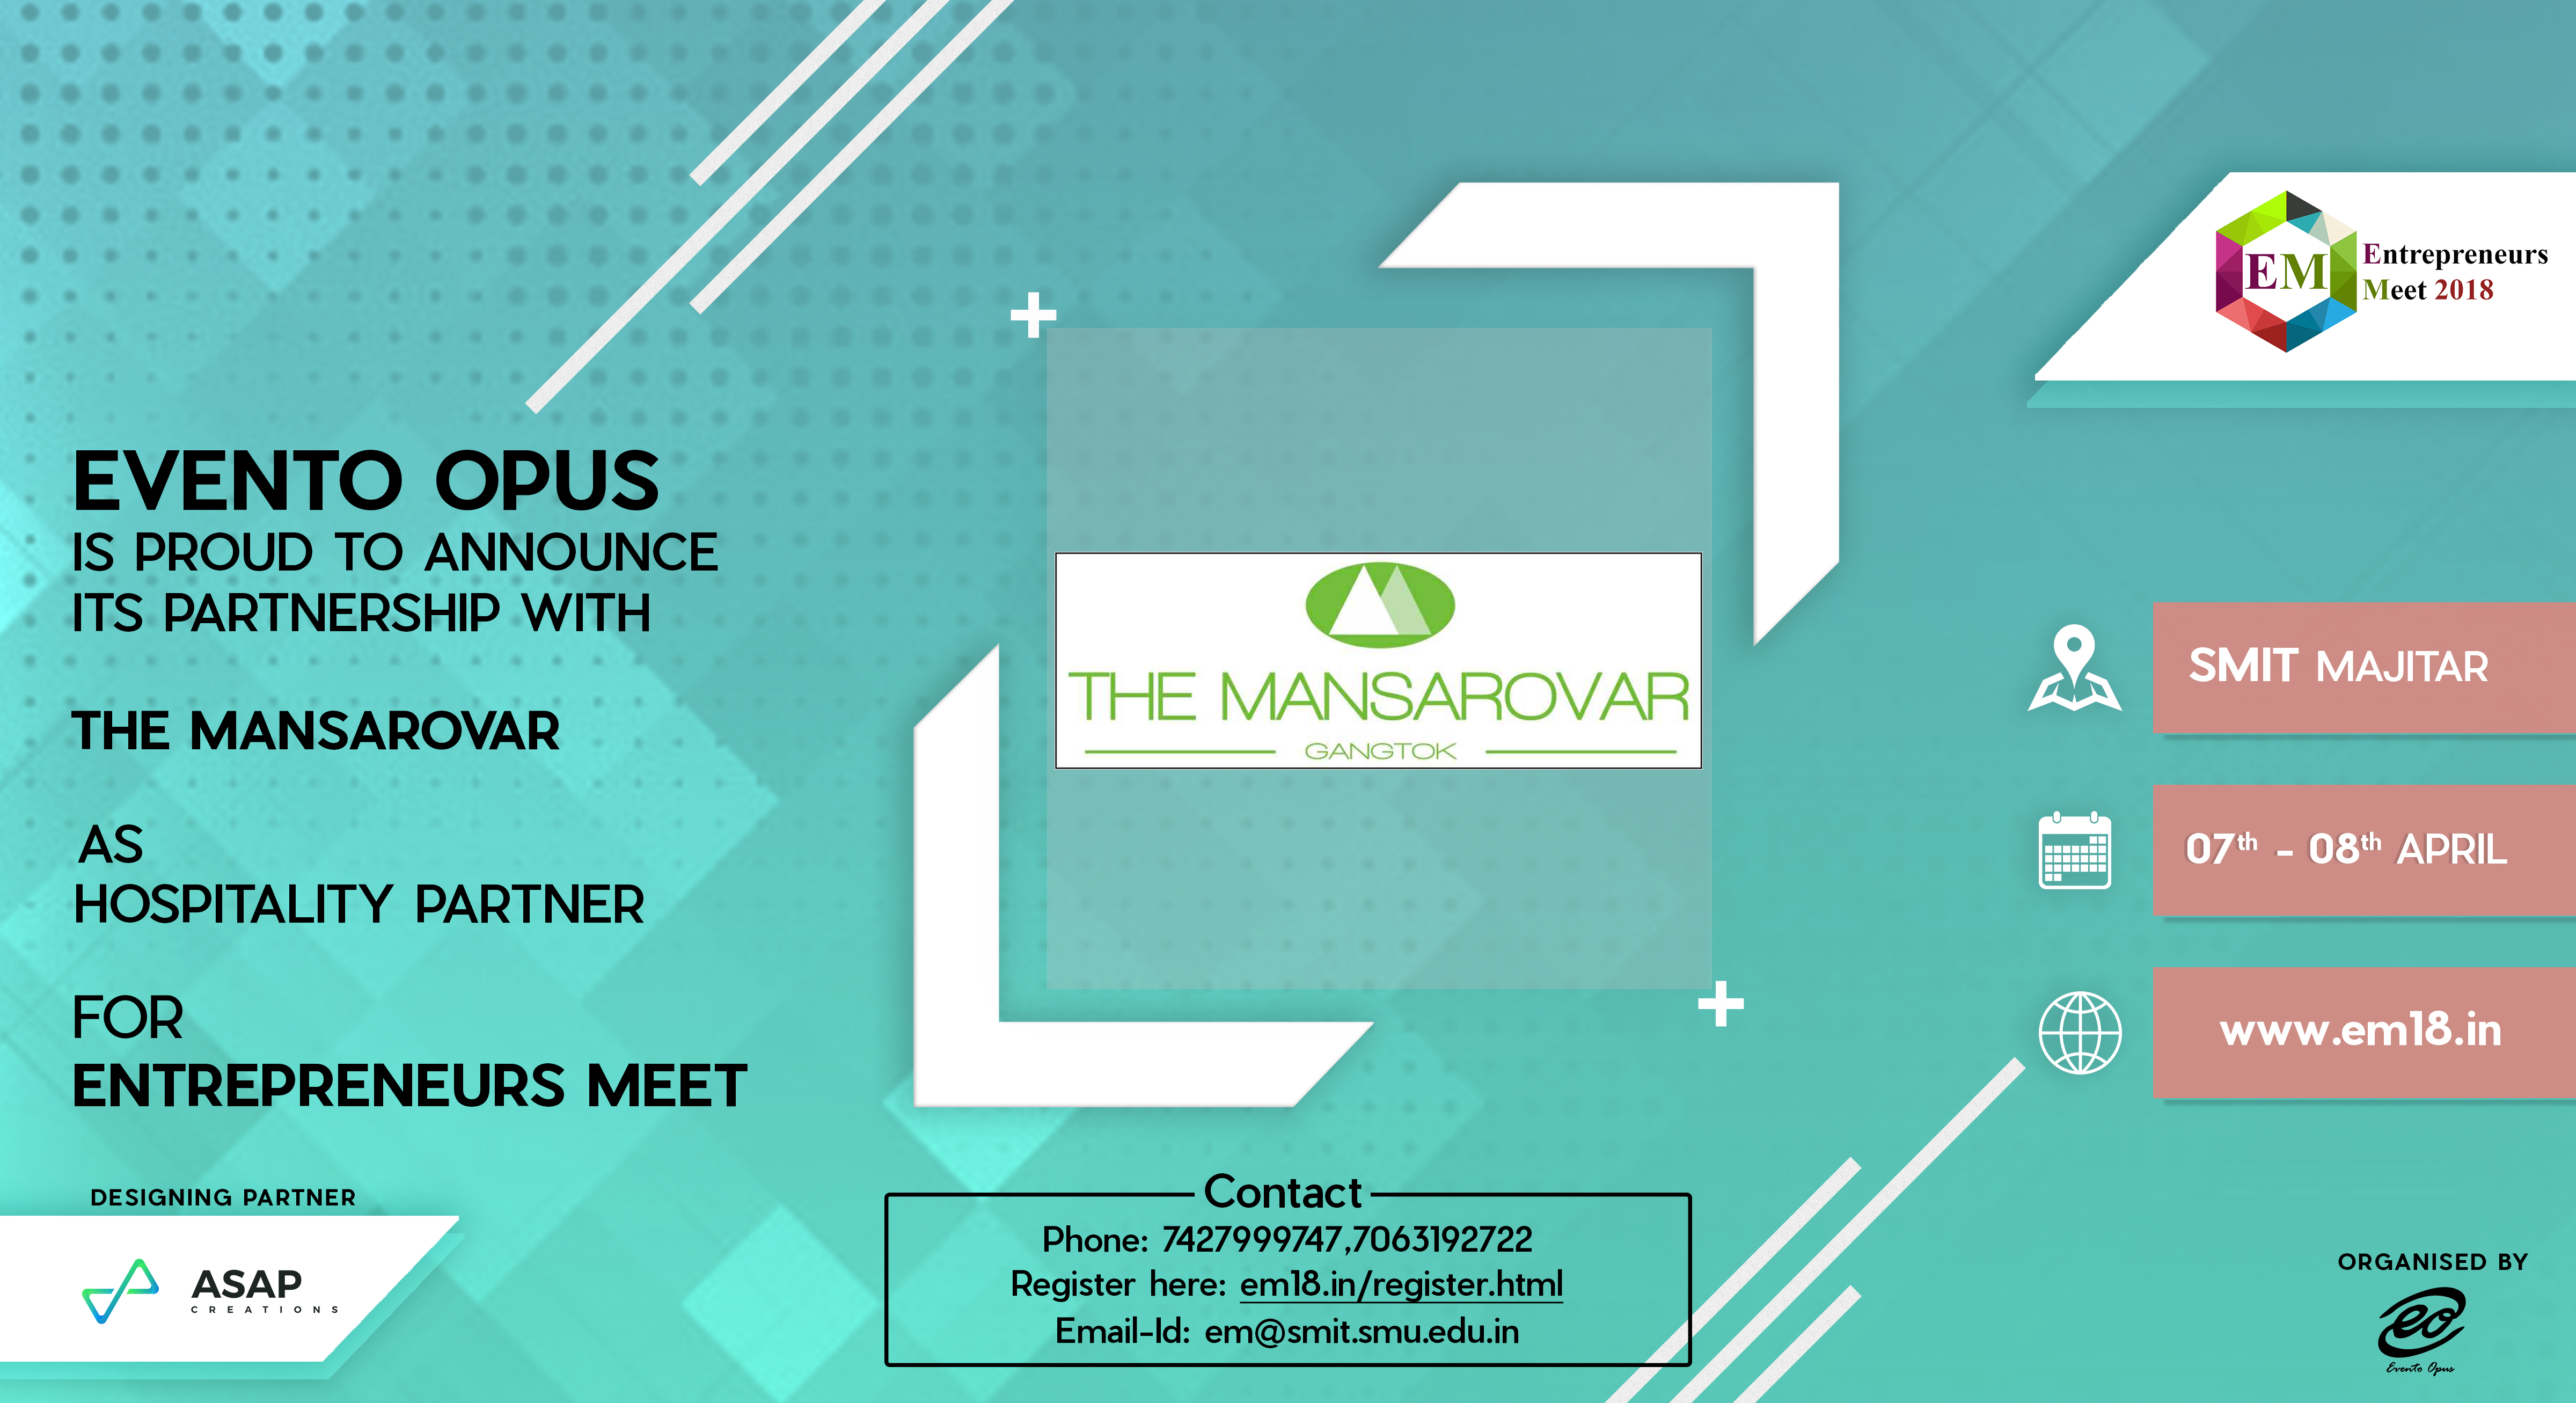 EVENTO OPUS
IS PROUD TO ANNOUNCE
ITS PARTNERSHIP WITH
THE MANSAROVAR
AS
HOSPITALITY PARTNER
FOR
ENTREPRENEURS MEET
DESIGNING PARTNER
ASAP
CREATIONS
THE MANSAROVAR
GANGTOK
Contact
Phone: 7427999747,7063192722
Register here: em18.in/register.html
Email-Id: em@smit.smu.edu.in
EM
Entrepreneurs
Meet 2018
SMIT MAJITAR
07th - 08th APRIL
www.em18.in
ORGANISED BY
eo
Evento Opus